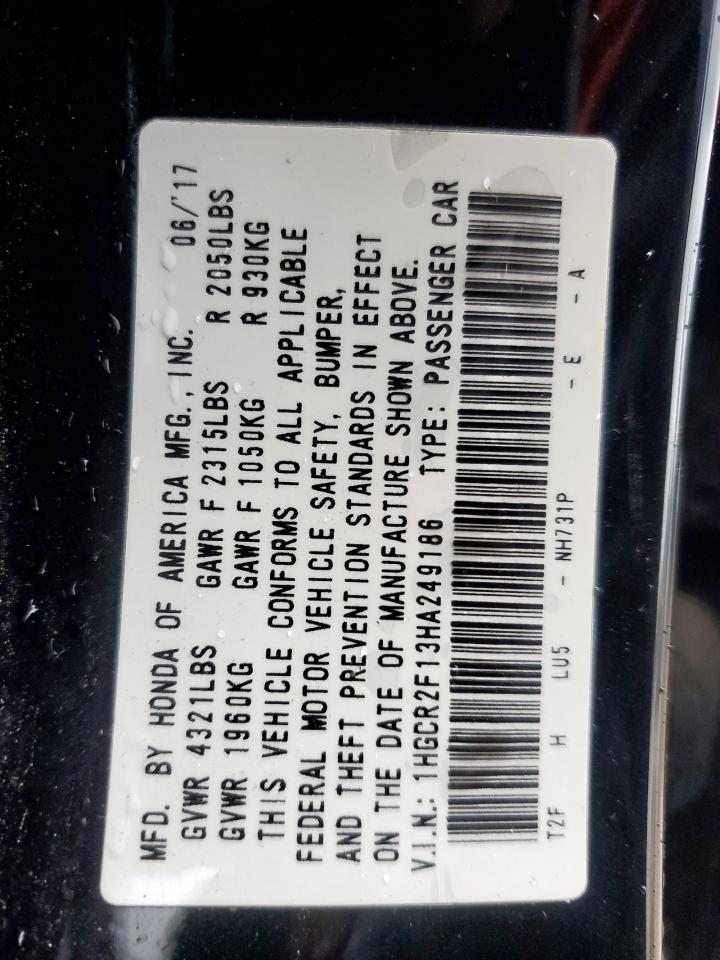 MFD. BY HONDA OF AMERICA MFG., INC. 06/'17
GVWR 4321LBS GAWR F 2315LBS R 2050LBS
GVWR 1960KG GAWR F 1050KG R 930KG
THIS VEHICLE CONFORMS TO ALL APPLICABLE
FEDERAL MOTOR VEHICLE SAFETY, BUMPER,
AND THEFT PREVENTION STANDARDS IN EFFECT
ON THE DATE OF MANUFACTURE SHOWN ABOVE.
V.I.N.: 1HGCR2F13HA249186 TYPE: PASSENGER CAR
T2F H LU5 - NH731P - E - A